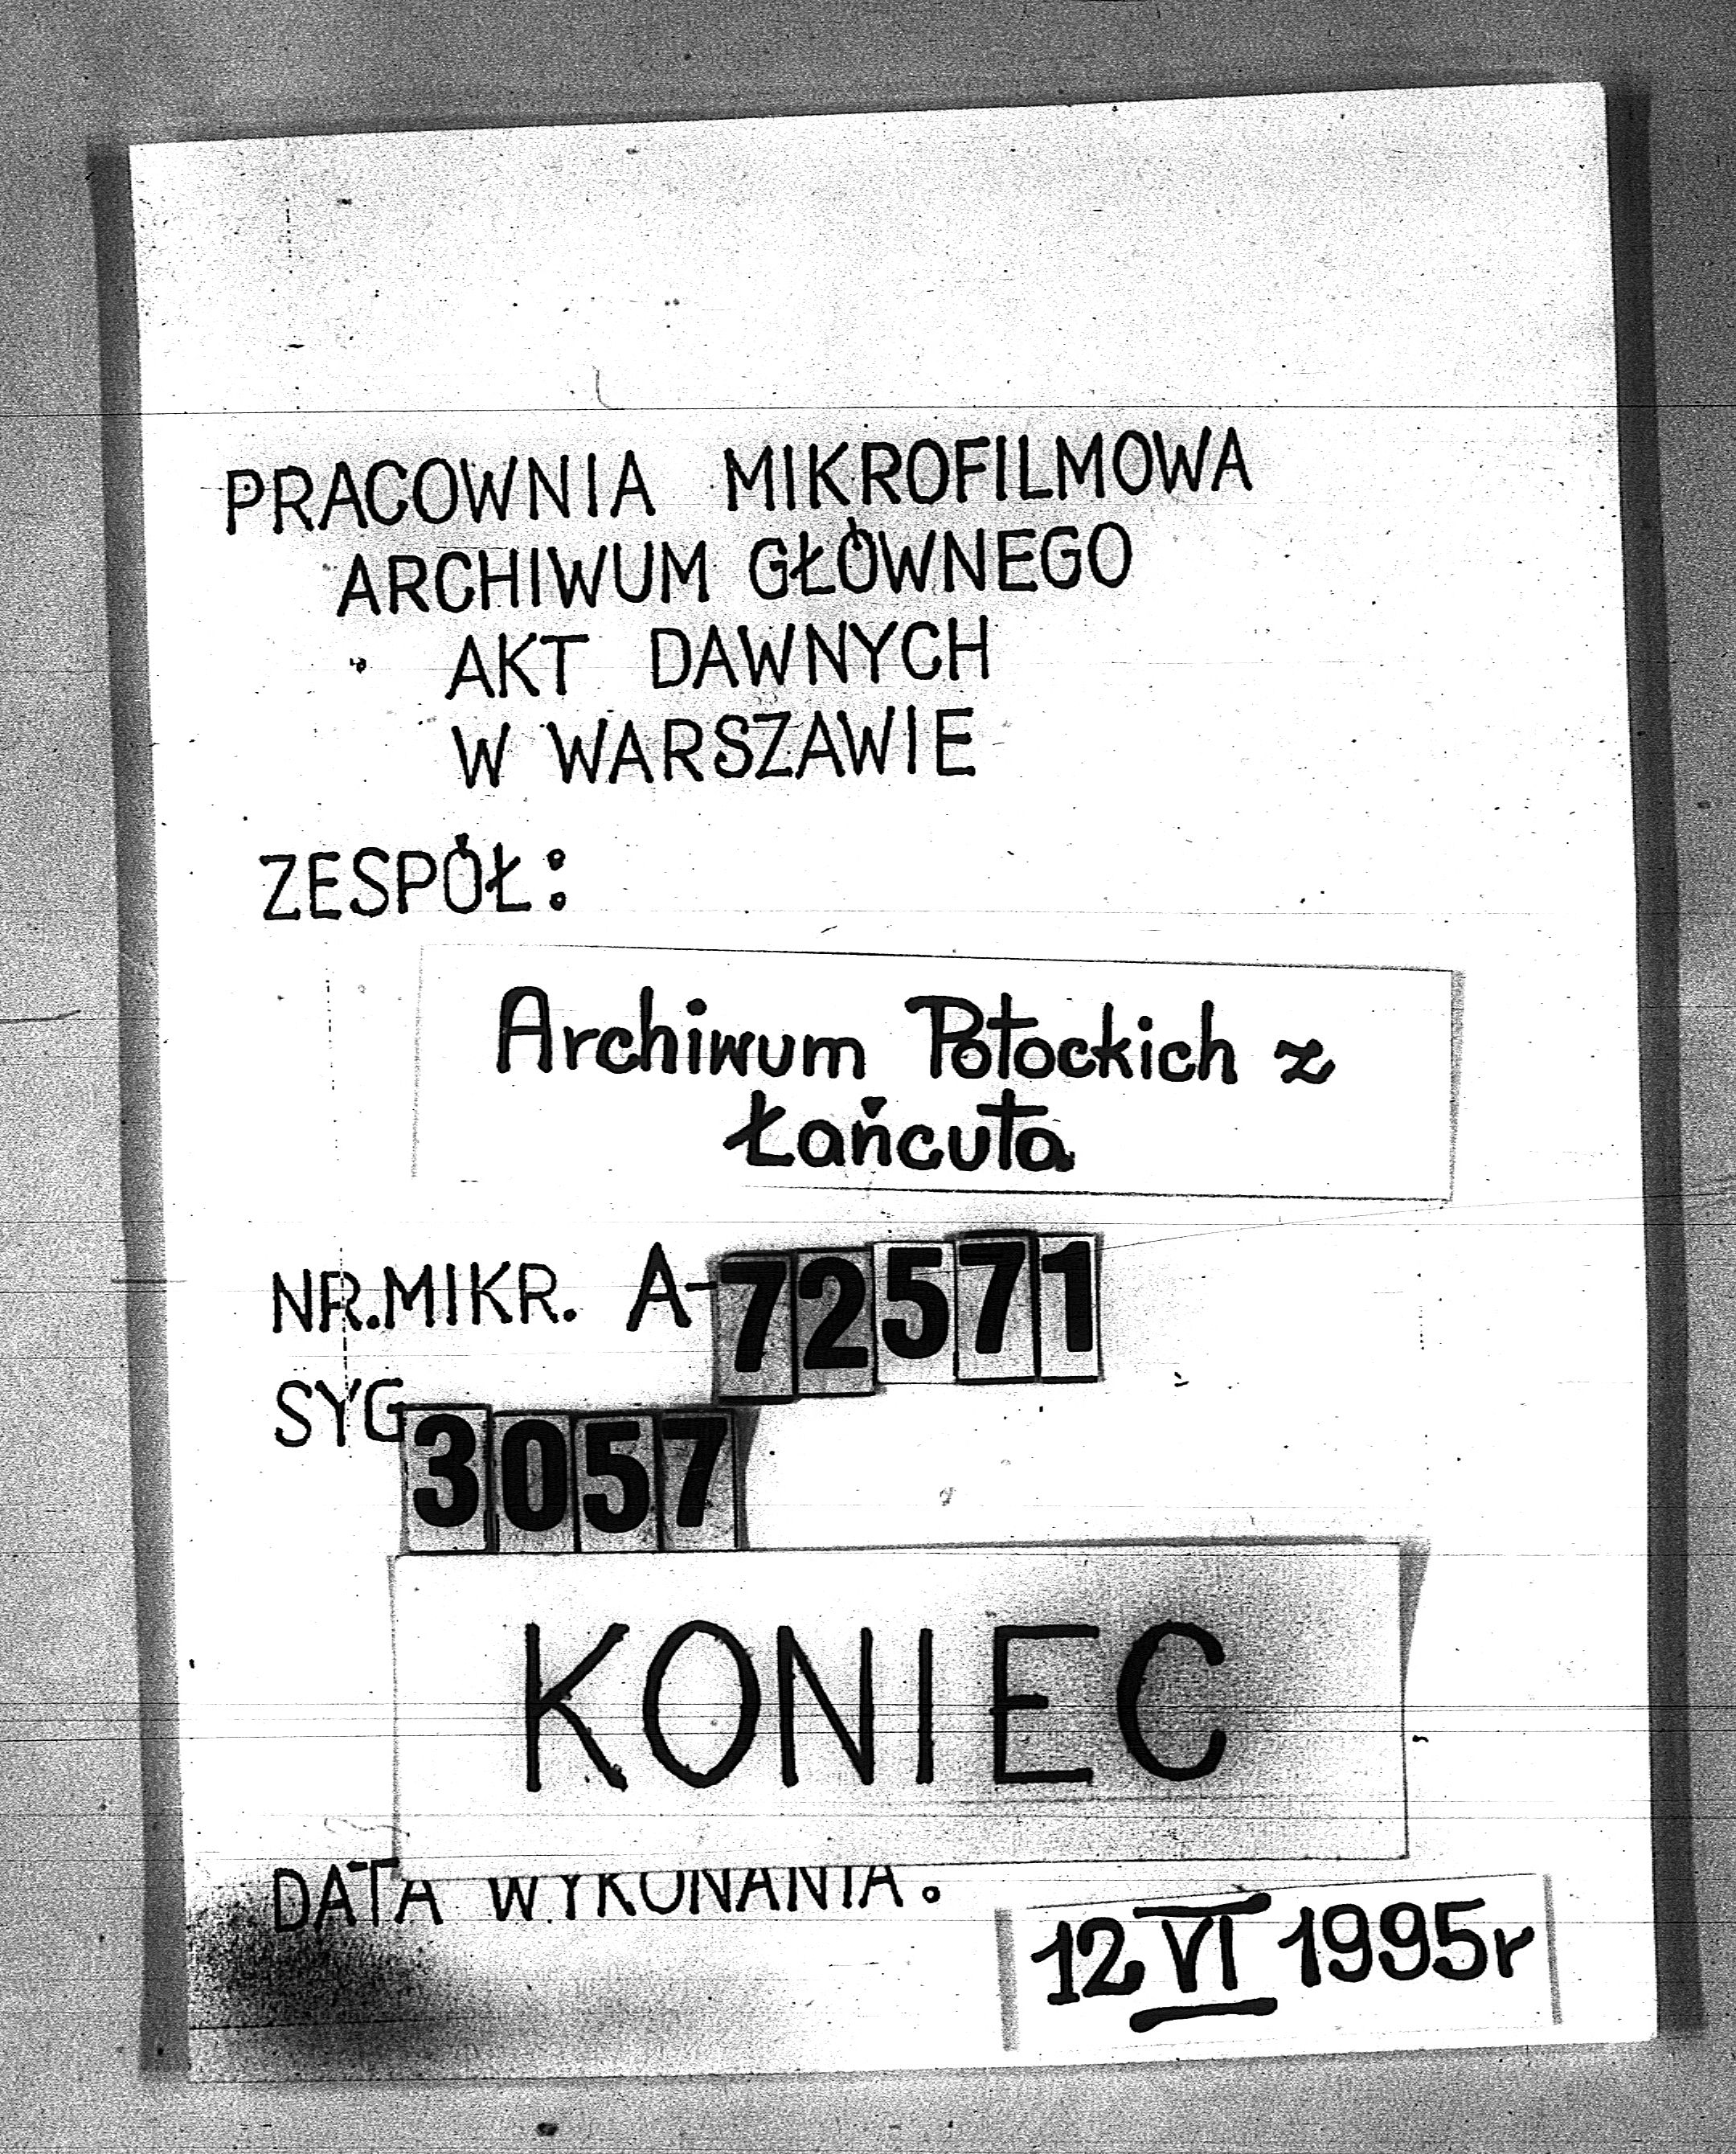 PRACOWNIA MIKROFILMOWA
ARCHIWUM GŁÓWNEGO
AKT DAWNYCH
W WARSZAWIE
ZESPÓŁ:
Archiwum Potockich z
Łańcuta
NR.MIKR. A-72571
SYG 3057
KONIEC
DATA WYKONANIA:
12 VI 1995r